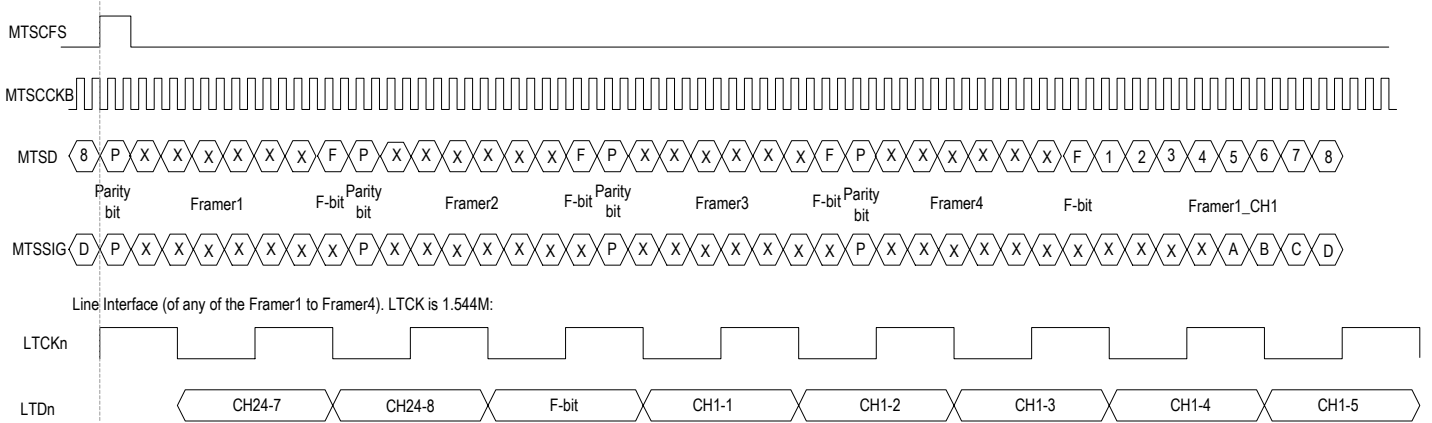 MTSCFS
MTSCCKB
MTSD 8 P X X X X X X F P X X X X X X F P X X X X X X F P X X X X X X F 1 2 3 4 5 6 7 8
Parity bit Framer1 F-bit Parity bit Framer2 F-bit Parity bit Framer3 F-bit Parity bit Framer4 F-bit Framer1_CH1
MTSSIG D P X X X X X X X P X X X X X X X P X X X X X X X P X X X X X X X X X X X A B C D
Line Interface (of any of the Framer1 to Framer4). LTCK is 1.544M:
LTCKn
LTDn CH24-7 CH24-8 F-bit CH1-1 CH1-2 CH1-3 CH1-4 CH1-5